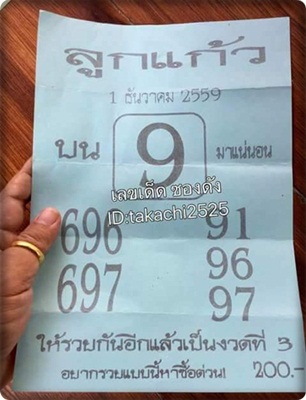 ลูกแก้ว
1 ธันวาคม 2559
บน 9 มาแน่นอน
เลขเด็ด ซองดัง
ID:takachi2525
696 91
96
697 97
ให้รวยกันอีกแล้วเป็นงวดที่ 3
อยากรวยแบบนี้หาซื้อด่วน! 200.-